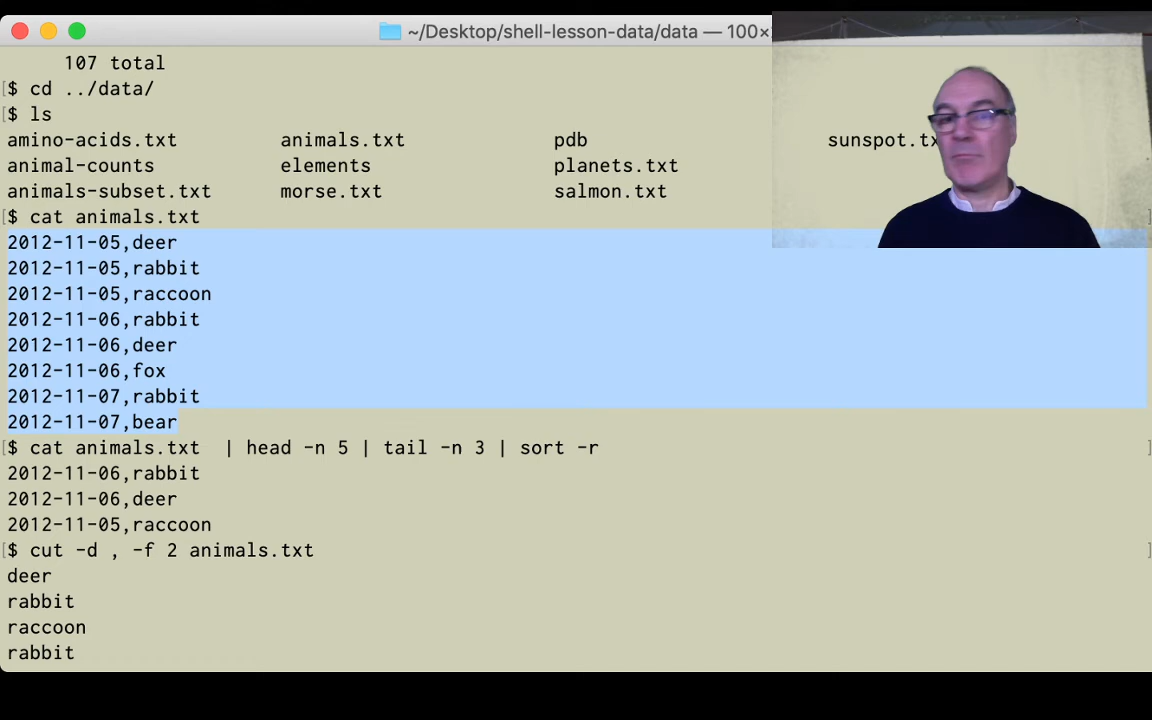 ~/Desktop/shell-lesson-data/data — 100×
107 total
[$ cd ../data/
[$ ls
amino-acids.txt animals.txt pdb
animal-counts elements planets.txt
animals-subset.txt morse.txt salmon.txt
[$ cat animals.txt ]
2012-11-05,deer
2012-11-05,rabbit
2012-11-05,raccoon
2012-11-06,rabbit
2012-11-06,deer
2012-11-06,fox
2012-11-07,rabbit
2012-11-07,bear
[$ cat animals.txt  | head -n 5 | tail -n 3 | sort -r ]
2012-11-06,rabbit
2012-11-06,deer
2012-11-05,raccoon
[$ cut -d , -f 2 animals.txt ]
deer
rabbit
raccoon
rabbit